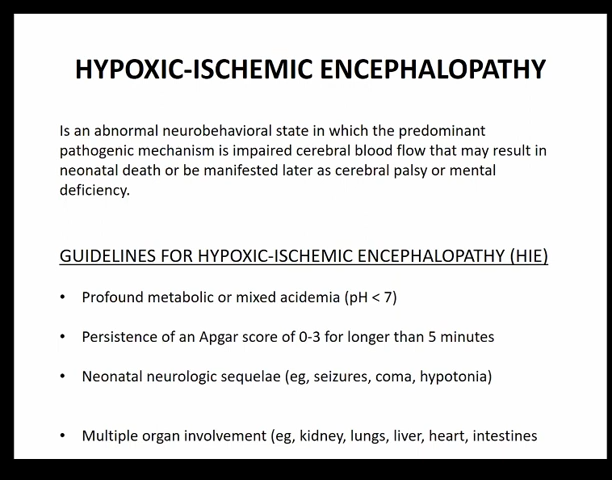 HYPOXIC-ISCHEMIC ENCEPHALOPATHY
Is an abnormal neurobehavioral state in which the predominant
pathogenic mechanism is impaired cerebral blood flow that may result in
neonatal death or be manifested later as cerebral palsy or mental
deficiency.
GUIDELINES FOR HYPOXIC-ISCHEMIC ENCEPHALOPATHY (HIE)
• Profound metabolic or mixed acidemia (pH < 7)
• Persistence of an Apgar score of 0-3 for longer than 5 minutes
• Neonatal neurologic sequelae (eg, seizures, coma, hypotonia)
• Multiple organ involvement (eg, kidney, lungs, liver, heart, intestines